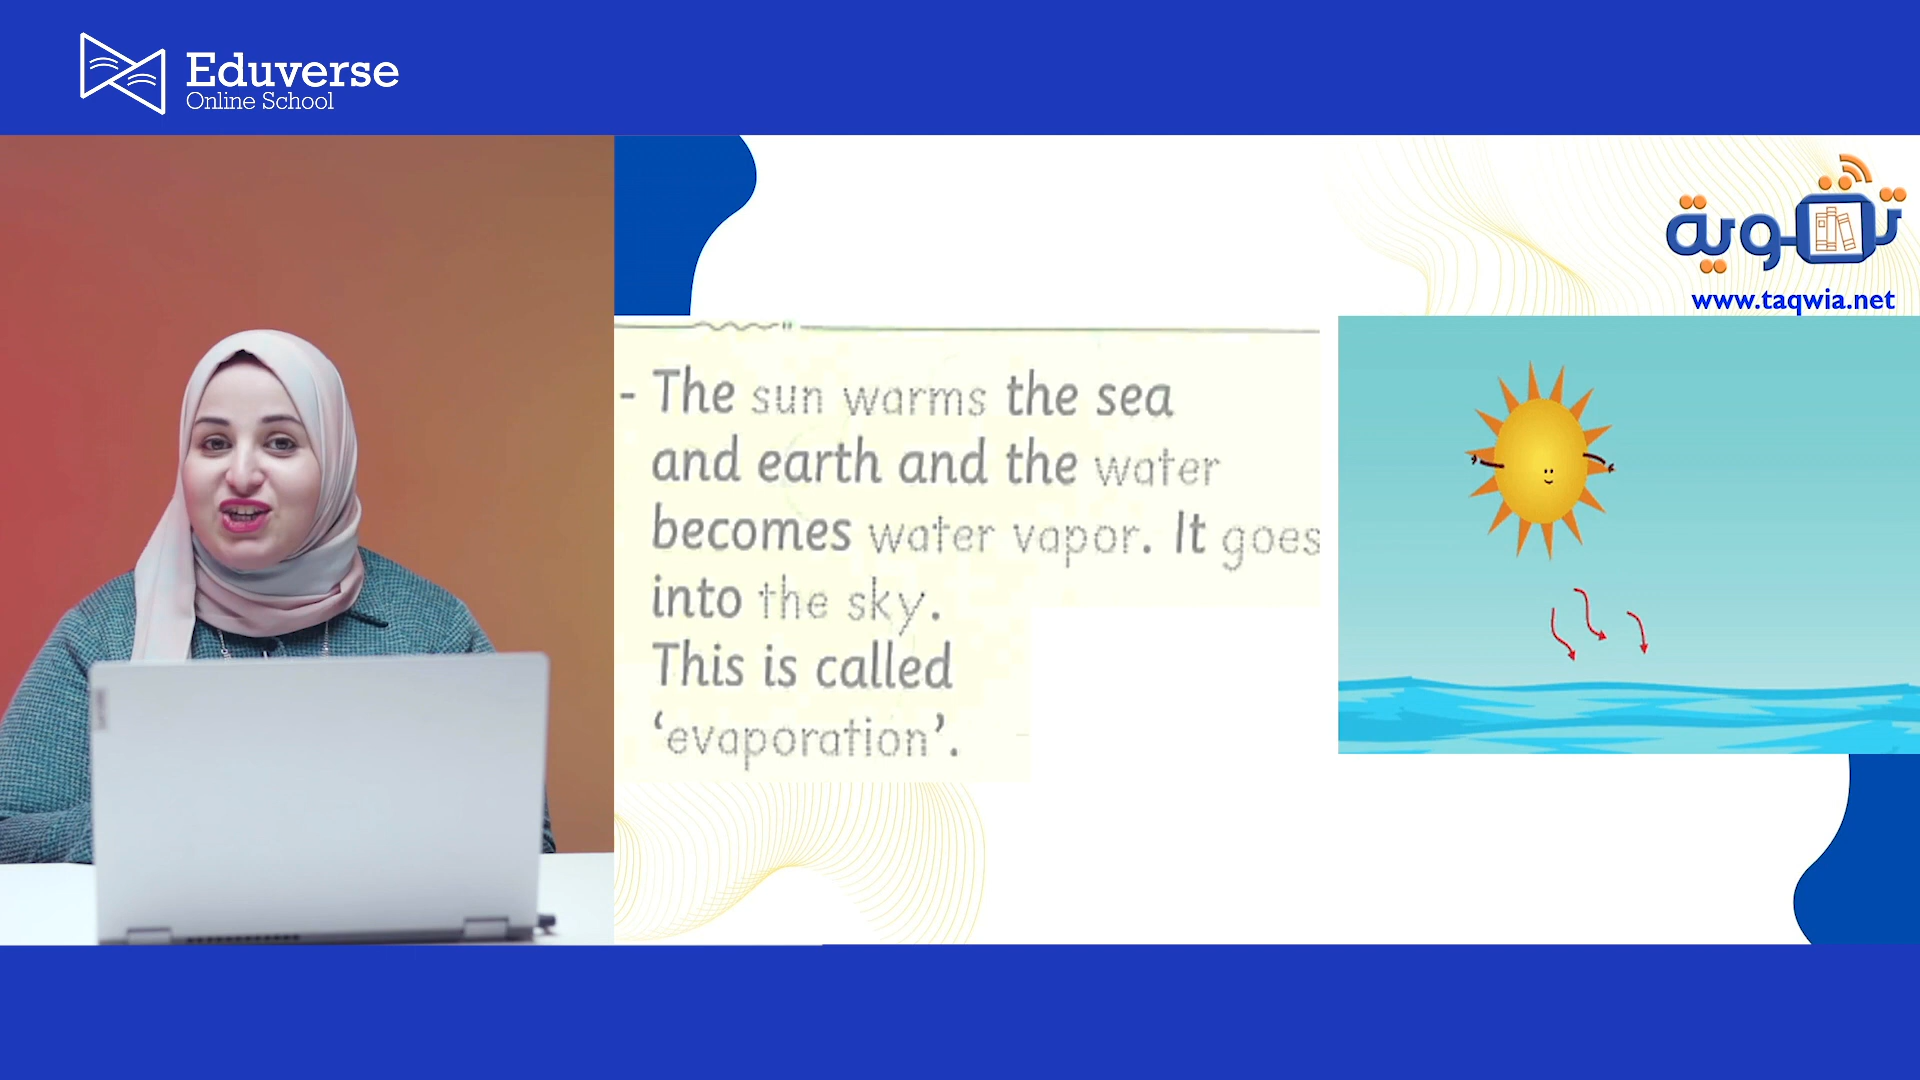 Eduverse
Online School
تقوية
www.taqwia.net
- The sun warms the sea
and earth and the water
becomes water vapor. It goes
into the sky.
This is called
‘evaporation’.